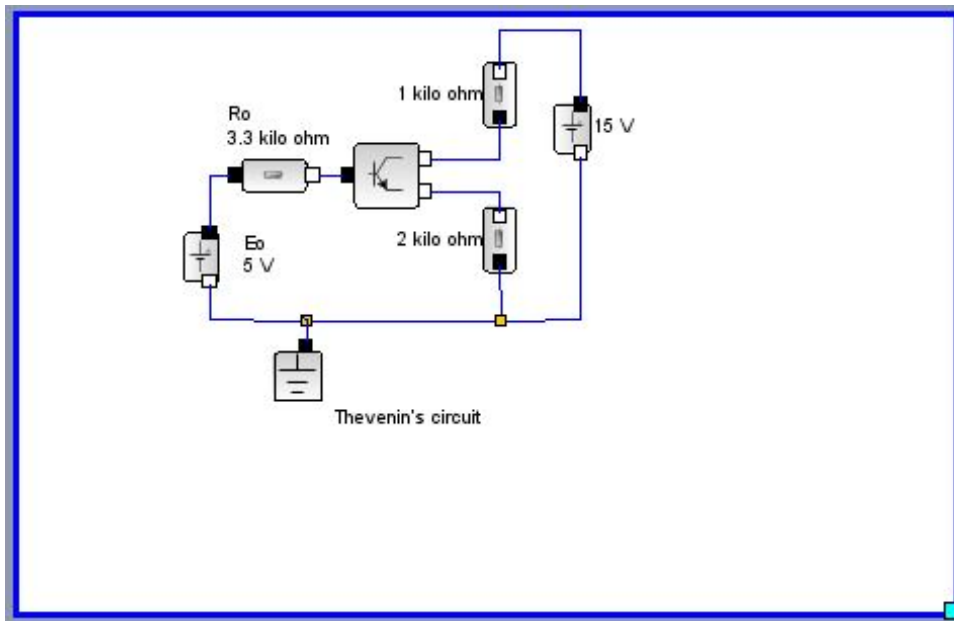 1 kilo ohm
15 V
Ro
3.3 kilo ohm
2 kilo ohm
Eo
5 V
Thevenin's circuit